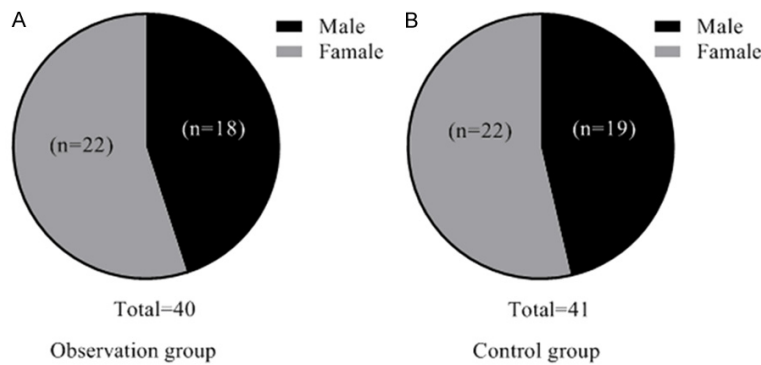 A
Male
Famale
(n=22)
(n=18)
Total=40
Observation group
B
Male
Famale
(n=22)
(n=19)
Total=41
Control group